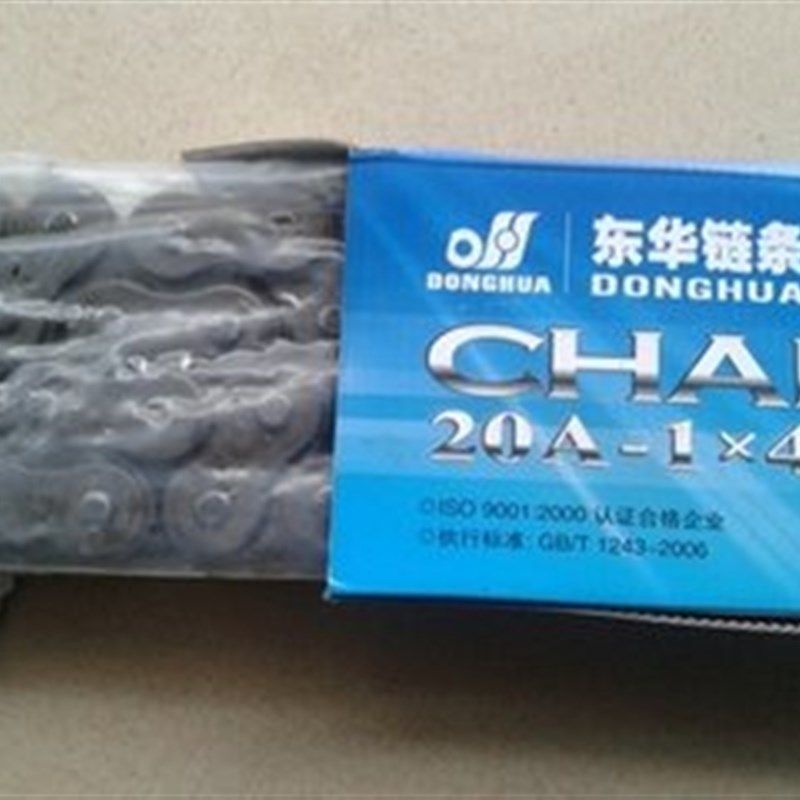 DONGHUA
东华链条
DONGHUA
CHAI
20A-1×4
ISO 9001:2000 认证合格企业
执行标准: GB/T 1243-2006